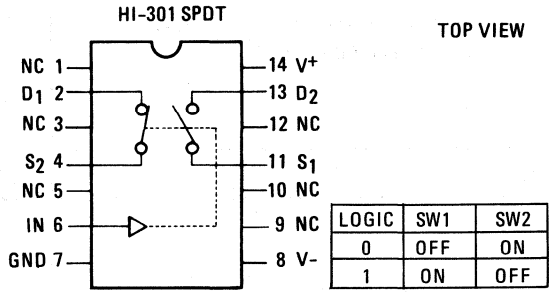 HI-301 SPDT
TOP VIEW
NC 1 14 V+
D1 2 13 D2
NC 3 12 NC
S2 4 11 S1
NC 5 10 NC
IN 6 9 NC
GND 7 8 V-
LOGIC SW1 SW2
0 OFF ON
1 ON OFF